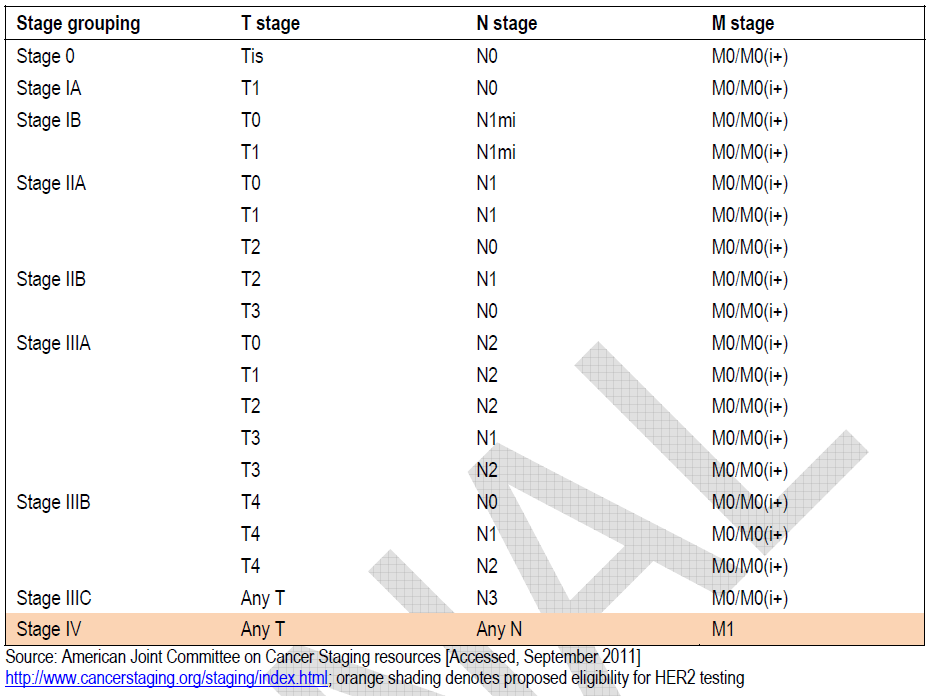 Stage grouping T stage N stage M stage
Stage 0 Tis N0 M0/M0(i+)
Stage IA T1 N0 M0/M0(i+)
Stage IB T0 N1mi M0/M0(i+)
T1 N1mi M0/M0(i+)
Stage IIA T0 N1 M0/M0(i+)
T1 N1 M0/M0(i+)
T2 N0 M0/M0(i+)
Stage IIB T2 N1 M0/M0(i+)
T3 N0 M0/M0(i+)
Stage IIIA T0 N2 M0/M0(i+)
T1 N2 M0/M0(i+)
T2 N2 M0/M0(i+)
T3 N1 M0/M0(i+)
T3 N2 M0/M0(i+)
Stage IIIB T4 N0 M0/M0(i+)
T4 N1 M0/M0(i+)
T4 N2 M0/M0(i+)
Stage IIIC Any T N3 M0/M0(i+)
Stage IV Any T Any N M1
Source: American Joint Committee on Cancer Staging resources [Accessed, September 2011]
http://www.cancerstaging.org/staging/index.html; orange shading denotes proposed eligibility for HER2 testing